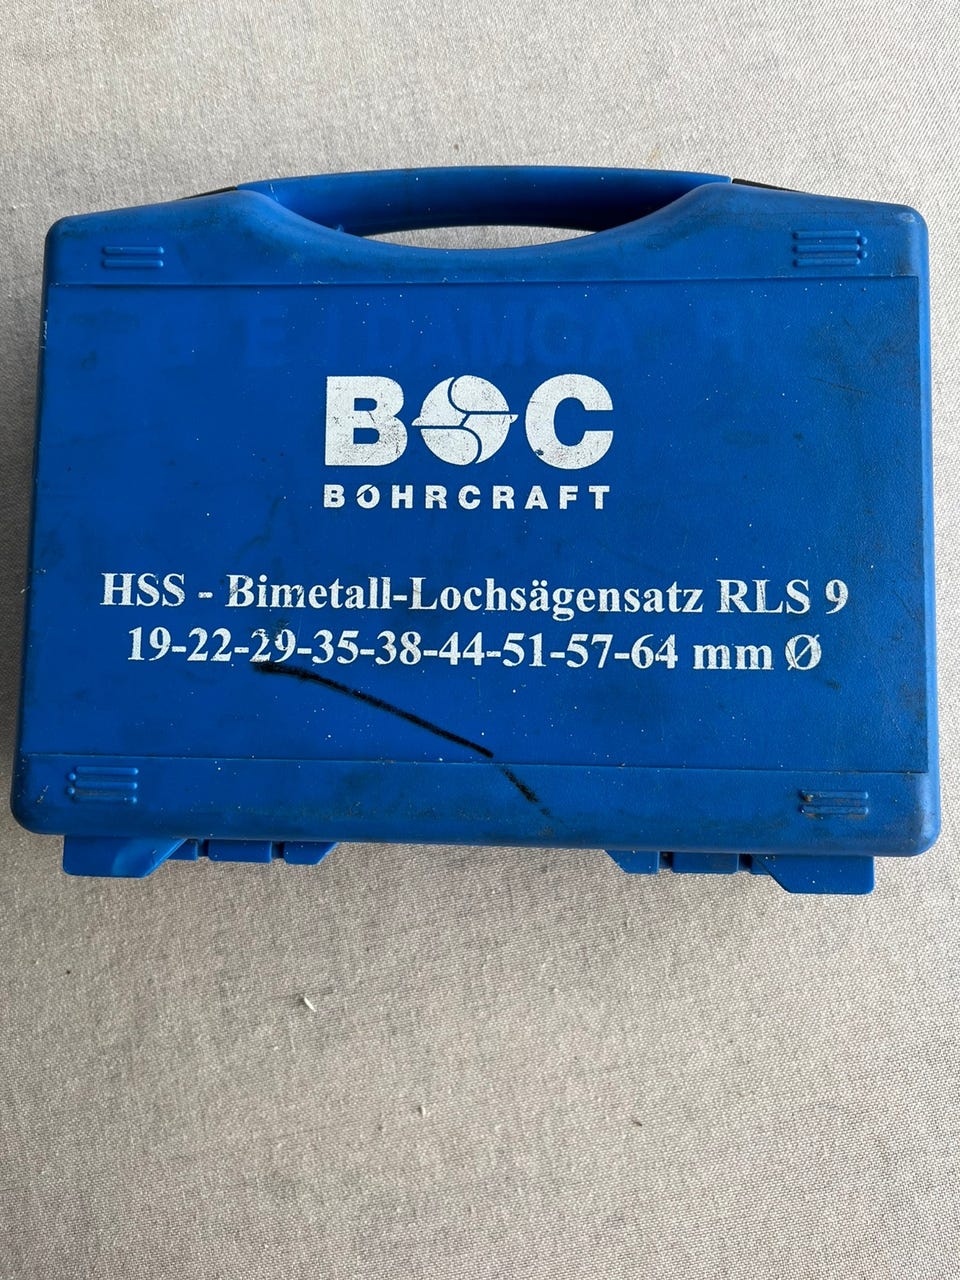 BOC
BOHRCRAFT
HSS - Bimetall-Lochsägensatz RLS 9
19-22-29-35-38-44-51-57-64 mm Ø